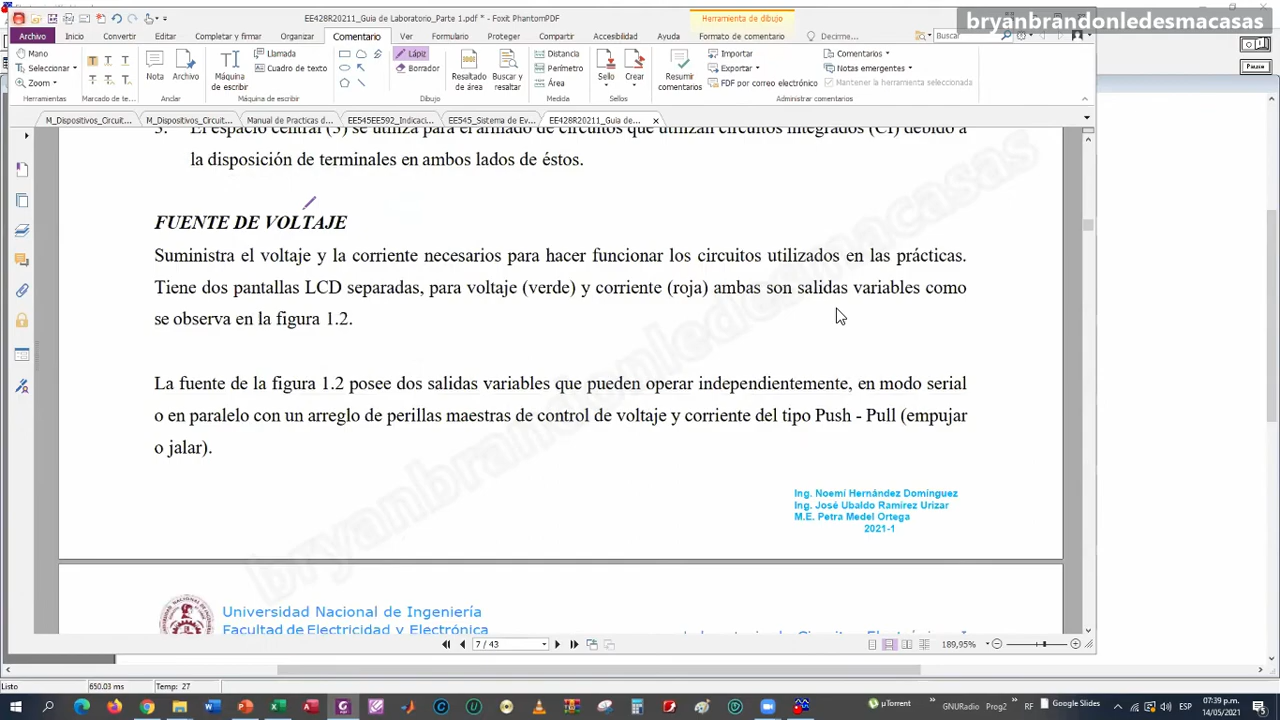 EE428R20211_Guia de Laboratorio_Parte 1.pdf * - Foxit PhantomPDF
Herramienta de dibujo
bryanbrandonledesmacasas
Archivo Inicio Convertir Editar Completar y firmar Organizar Comentario Ver Formulario Proteger Compartir Accesibilidad Ayuda Formato de comentario Decirme... Buscar
Mano
Seleccionar
Zoom
Herramientas
Marcado de te...
Nota
Archivo
Andar
Máquina de escribir
Llamada
Cuadro de texto
Máquina de escribir
Lápiz
Borrador
Resaltado de área
Buscar y resaltar
Dibujo
Distancia
Perímetro
Área
Medida
Sello
Crear
Sellos
Resumir comentarios
Importar
Exportar
FDF por correo electrónico
Comentarios
Notas emergentes
Mantener la herramienta seleccionada
Administrar comentarios
Pause
M_Dispositivos_Circuit... M_Dispositivos_Circuit... Manual de Practicas d... EE545EE592_Indicaci... EE545_Sistema de Ev... EE428R20211_Guia de...
3. El espacio central (3) se utiliza para el armado de circuitos que utilizan circuitos integrados (CI) debido a
la disposición de terminales en ambos lados de éstos.
FUENTE DE VOLTAJE
Suministra el voltaje y la corriente necesarios para hacer funcionar los circuitos utilizados en las prácticas.
Tiene dos pantallas LCD separadas, para voltaje (verde) y corriente (roja) ambas son salidas variables como
se observa en la figura 1.2.
La fuente de la figura 1.2 posee dos salidas variables que pueden operar independientemente, en modo serial
o en paralelo con un arreglo de perillas maestras de control de voltaje y corriente del tipo Push - Pull (empujar
o jalar).
bryanbrandonledesmacasas
Ing. Noemí Hernández Domínguez
Ing. José Ubaldo Ramírez Urizar
M.E. Petra Medel Ortega
2021-1
Universidad Nacional de Ingeniería
Facultad de Electricidad y Electrónica
7 / 43
189,95%
Listo 650.03 ms Temp: 27
µTorrent GNURadio Prog2 RF Google Slides ESP 07:39 p.m.
14/05/2021